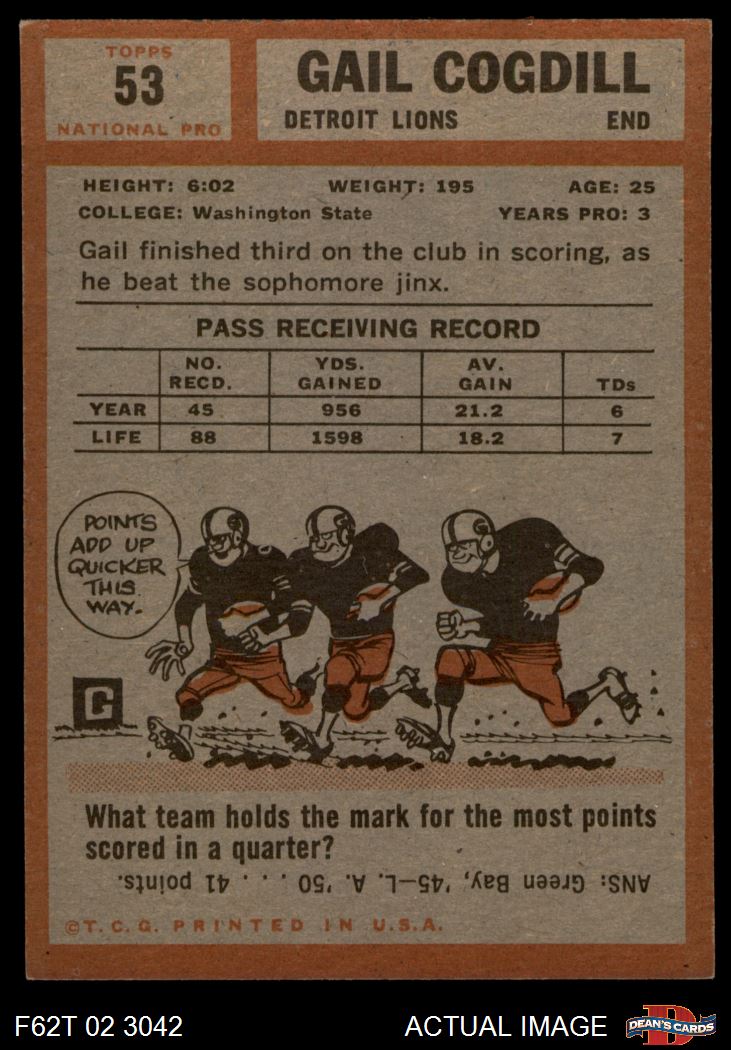 TOPPS
53
NATIONAL PRO
GAIL COGDILL
DETROIT LIONS END
HEIGHT: 6:02 WEIGHT: 195 AGE: 25
COLLEGE: Washington State YEARS PRO: 3
Gail finished third on the club in scoring, as
he beat the sophomore jinx.
PASS RECEIVING RECORD
NO. RECD. YDS. GAINED AV. GAIN TDs
YEAR 45 956 21.2 6
LIFE 88 1598 18.2 7
POINTS
ADD UP
QUICKER
THIS
WAY.
G
What team holds the mark for the most points
scored in a quarter?
ANS: Green Bay, '45—L. A. '50 . . . 41 points.
©T.C.G. PRINTED IN U.S.A.
F62T 02 3042 ACTUAL IMAGE
D
DEAN'S CARDS